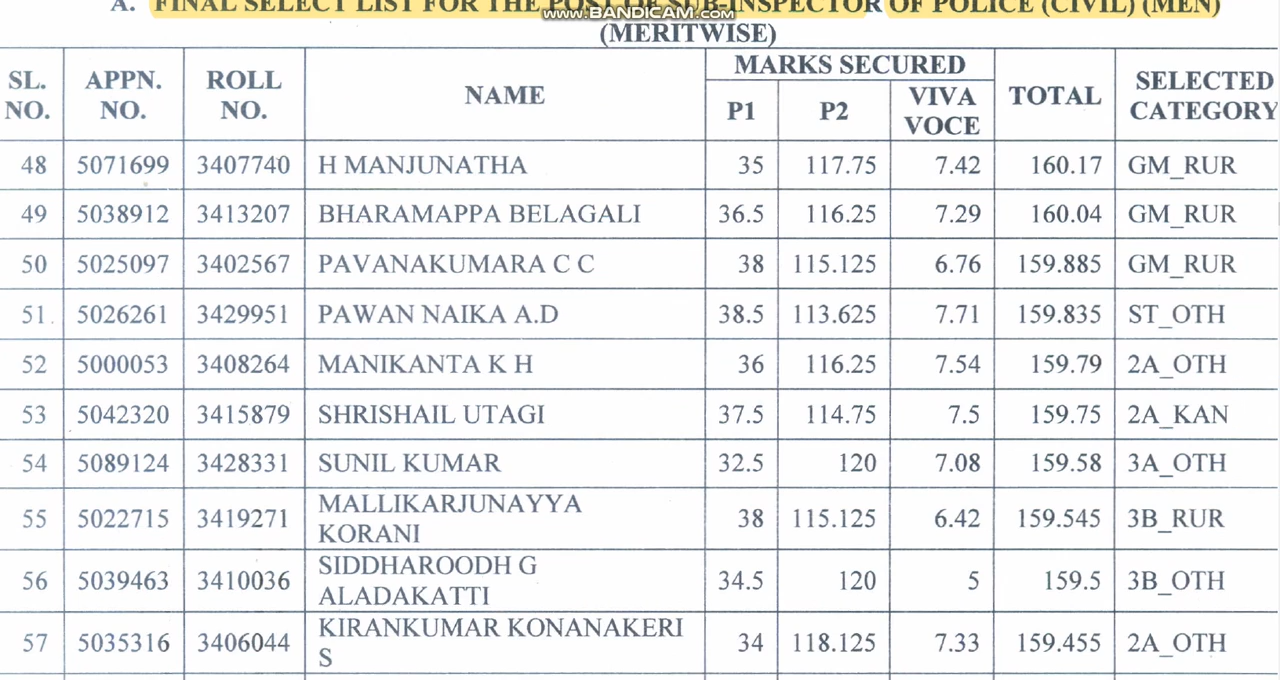 A. FINAL SELECT LIST FOR THE POST OF SUB-INSPECTOR OF POLICE (CIVIL) (MEN)
www.BANDICAM.com
(MERITWISE)
SL. NO. APPN. NO. ROLL NO. NAME MARKS SECURED P1 P2 VIVA VOCE TOTAL SELECTED CATEGORY
48 5071699 3407740 H MANJUNATHA 35 117.75 7.42 160.17 GM_RUR
49 5038912 3413207 BHARAMAPPA BELAGALI 36.5 116.25 7.29 160.04 GM_RUR
50 5025097 3402567 PAVANAKUMARA C C 38 115.125 6.76 159.885 GM_RUR
51 5026261 3429951 PAWAN NAIKA A.D 38.5 113.625 7.71 159.835 ST_OTH
52 5000053 3408264 MANIKANTA K H 36 116.25 7.54 159.79 2A_OTH
53 5042320 3415879 SHRISHAIL UTAGI 37.5 114.75 7.5 159.75 2A_KAN
54 5089124 3428331 SUNIL KUMAR 32.5 120 7.08 159.58 3A_OTH
55 5022715 3419271 MALLIKARJUNAYYA KORANI 38 115.125 6.42 159.545 3B_RUR
56 5039463 3410036 SIDDHAROODH G ALADAKATTI 34.5 120 5 159.5 3B_OTH
57 5035316 3406044 KIRANKUMAR KONANAKERI S 34 118.125 7.33 159.455 2A_OTH